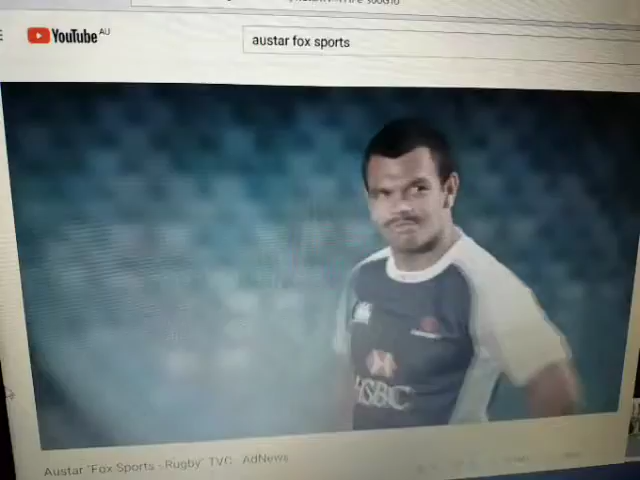 YouTube AU
austar fox sports
HSBC
Austar "Fox Sports - Rugby" TVC - AdNews